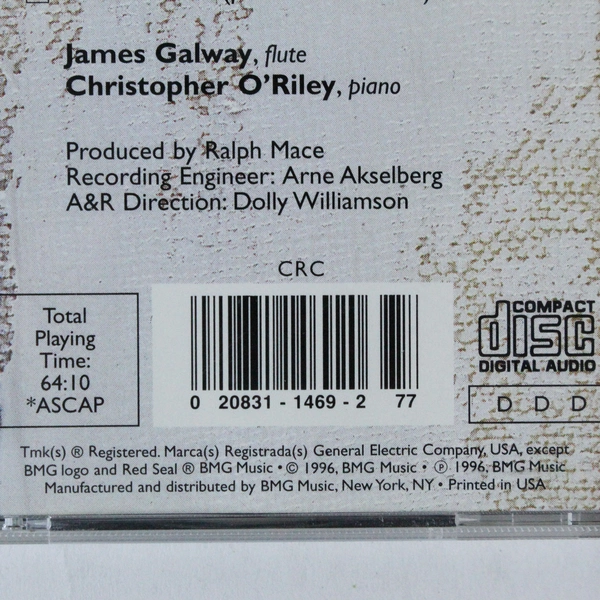 James Galway, flute
Christopher O'Riley, piano
Produced by Ralph Mace
Recording Engineer: Arne Akselberg
A&R Direction: Dolly Williamson
CRC
Total
Playing
Time:
64:10
*ASCAP
0 20831 - 1469 - 2 77
COMPACT
disc
DIGITAL AUDIO
D D D
Tmk(s) ® Registered. Marca(s) Registrada(s) General Electric Company, USA, except
BMG logo and Red Seal ® BMG Music • © 1996, BMG Music • ℗ 1996, BMG Music
Manufactured and distributed by BMG Music, New York, NY • Printed in USA